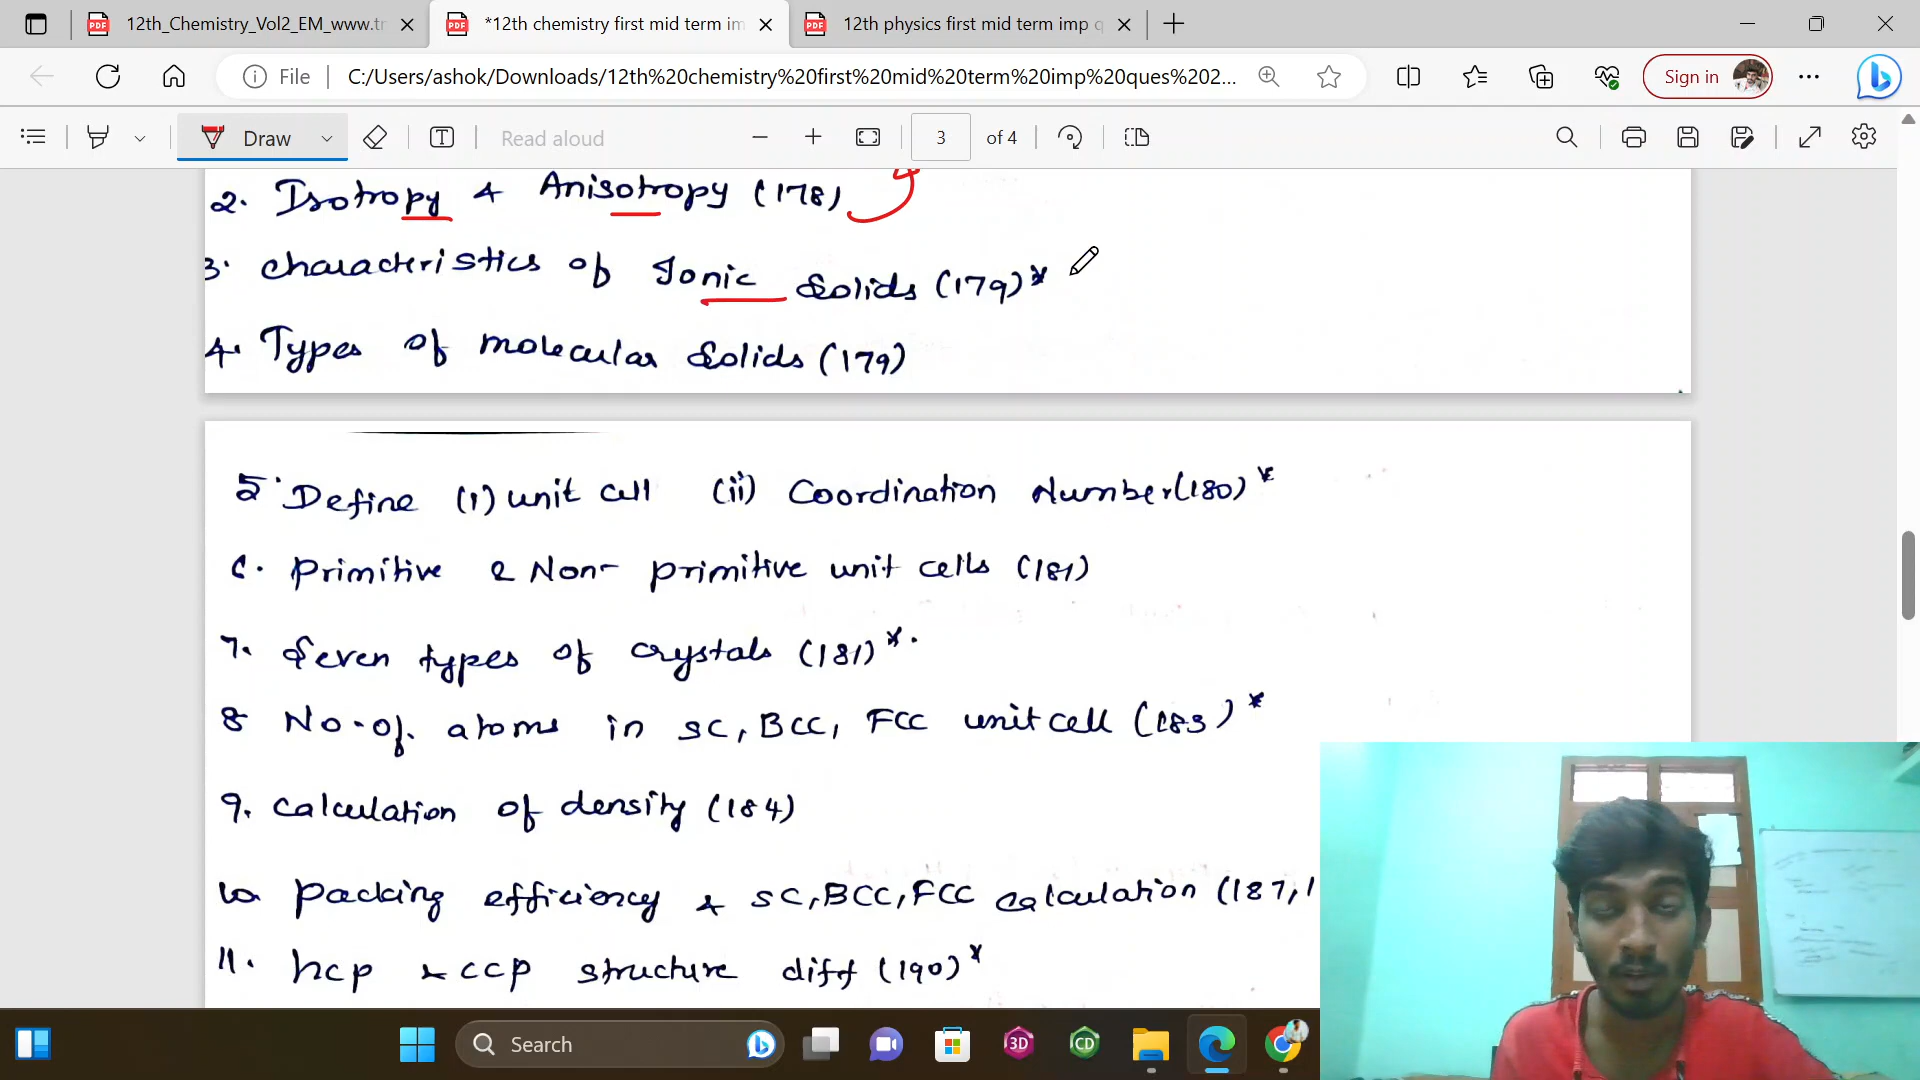 12th_Chemistry_Vol2_EM_www.tr
*12th chemistry first mid term im
12th physics first mid term imp q
File
C:/Users/ashok/Downloads/12th%20chemistry%20first%20mid%20term%20imp%20ques%202...
Sign in
Draw
Read aloud
3 of 4
2. Isotropy & Anisotropy (178)
3. characteristics of Ionic Solids (179)*
4. Types of molecular Solids (179)
5. Define (i) unit cell (ii) Coordination Number (180)*
6. primitive & Non-primitive unit cells (181)
7. Seven types of crystals (181)*.
8 No. of. atoms in SC, BCC, FCC unit cell (183)*
9. Calculation of density (184)
10 packing efficiency & SC, BCC, FCC calculation (187, 1
11. hcp & ccp structure diff (190)*
Search
3D
CD